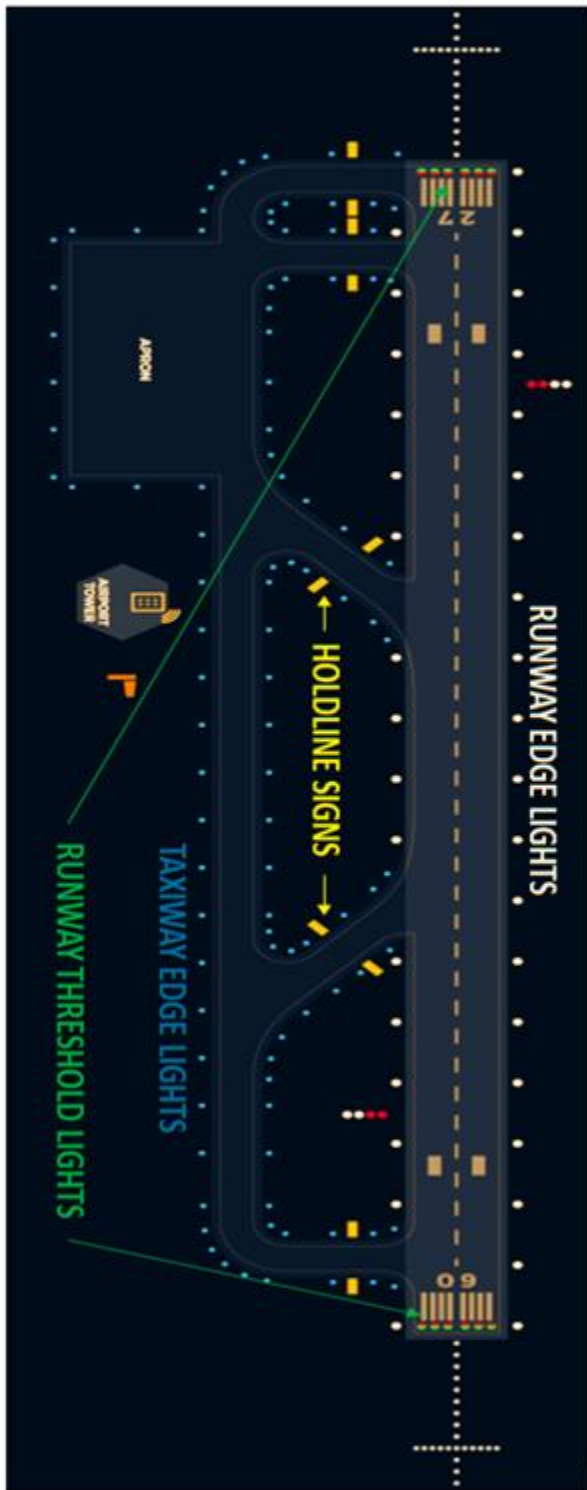 RUNWAY EDGE LIGHTS
27
09
HOLDLINE SIGNS
TAXIWAY EDGE LIGHTS
APRON
AIRPORT
TOWER
RUNWAY THRESHOLD LIGHTS